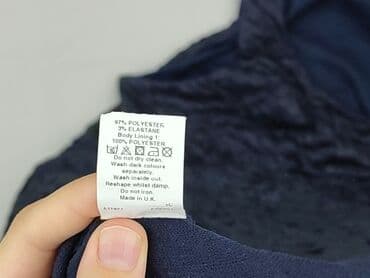 97% POLYESTER
3% ELASTANE
Body Lining 1:
100% POLYESTER
Do not dry clean.
Wash dark colours
separately.
Wash inside out.
Reshape whilst damp.
Do not iron.
Made in U.K.